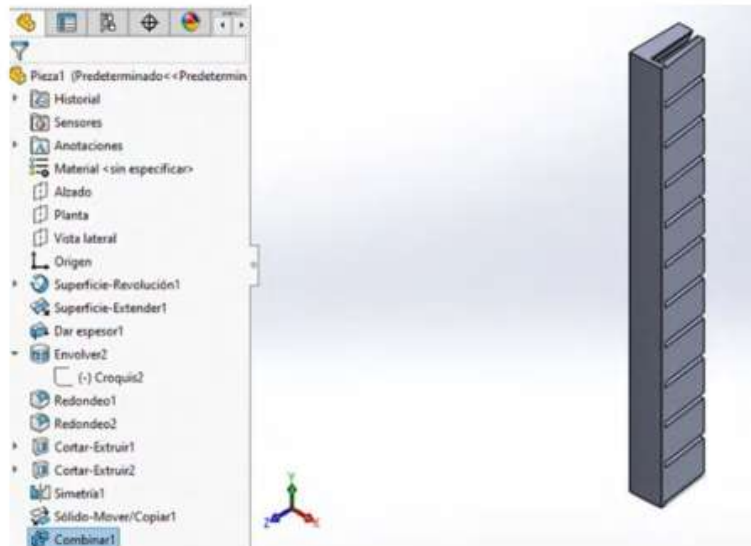 Pieza1 (Predeterminado<<Predetermin
Historial
Sensores
Anotaciones
Material <sin especificar>
Alzado
Planta
Vista lateral
Origen
Superficie-Revolución1
Superficie-Extender1
Dar espesor1
Envolver2
(-) Croquis2
Redondeo1
Redondeo2
Cortar-Extruir1
Cortar-Extruir2
Simetría1
Sólido-Mover/Copiar1
Combinar1
Y
Z
X